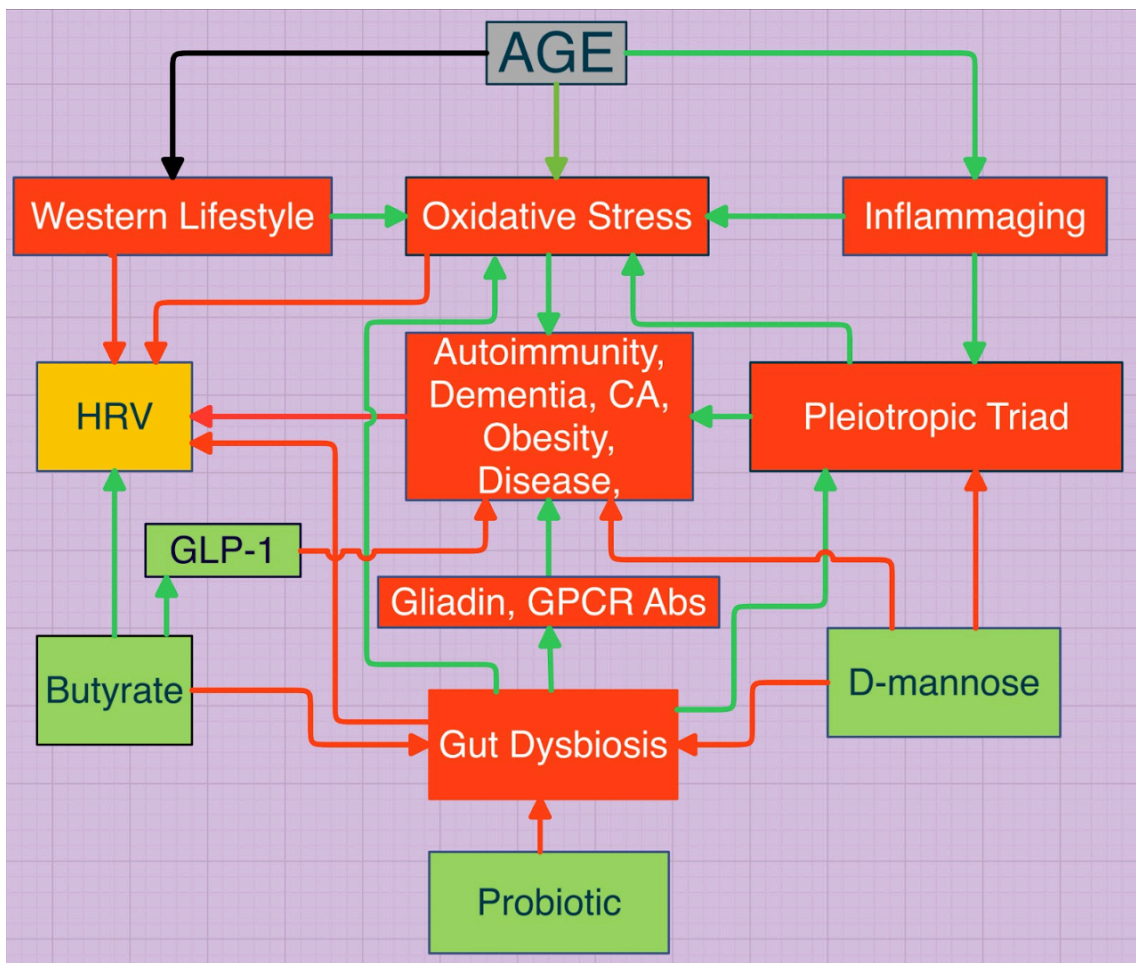 AGE
Western Lifestyle
Oxidative Stress
Inflammaging
HRV
Autoimmunity,
Dementia, CA,
Obesity,
Disease,
Pleiotropic Triad
GLP-1
Gliadin, GPCR Abs
Butyrate
D-mannose
Gut Dysbiosis
Probiotic